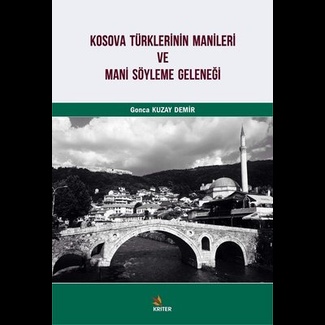 KOSOVA TÜRKLERİNİN MANİLERİ
VE
MANİ SÖYLEME GELENEĞİ
Gonca KUZAY DEMİR
KRİTER